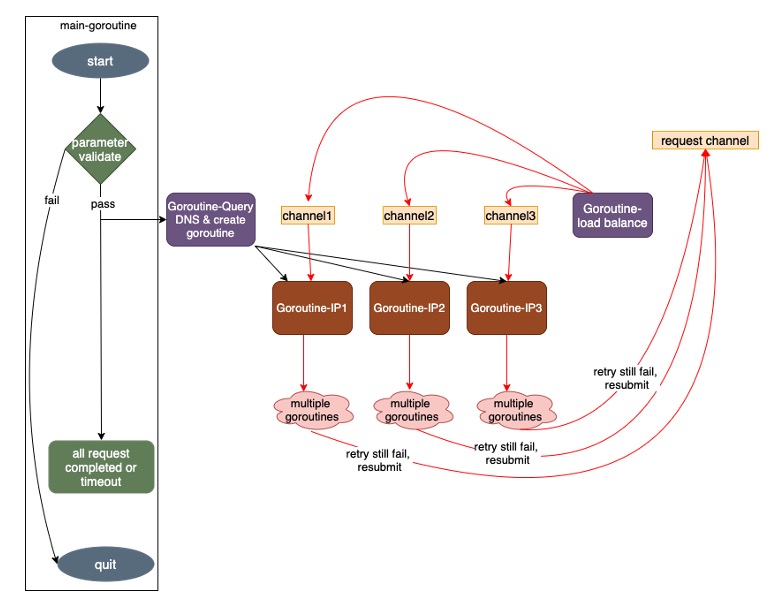 main-goroutine
start
parameter
validate
fail
pass
Goroutine-Query
DNS & create
goroutine
channel1
channel2
channel3
Goroutine-
load balance
request channel
Goroutine-IP1
Goroutine-IP2
Goroutine-IP3
multiple
goroutines
multiple
goroutines
multiple
goroutines
retry still fail,
resubmit
retry still fail,
resubmit
retry still fail,
resubmit
all request
completed or
timeout
quit